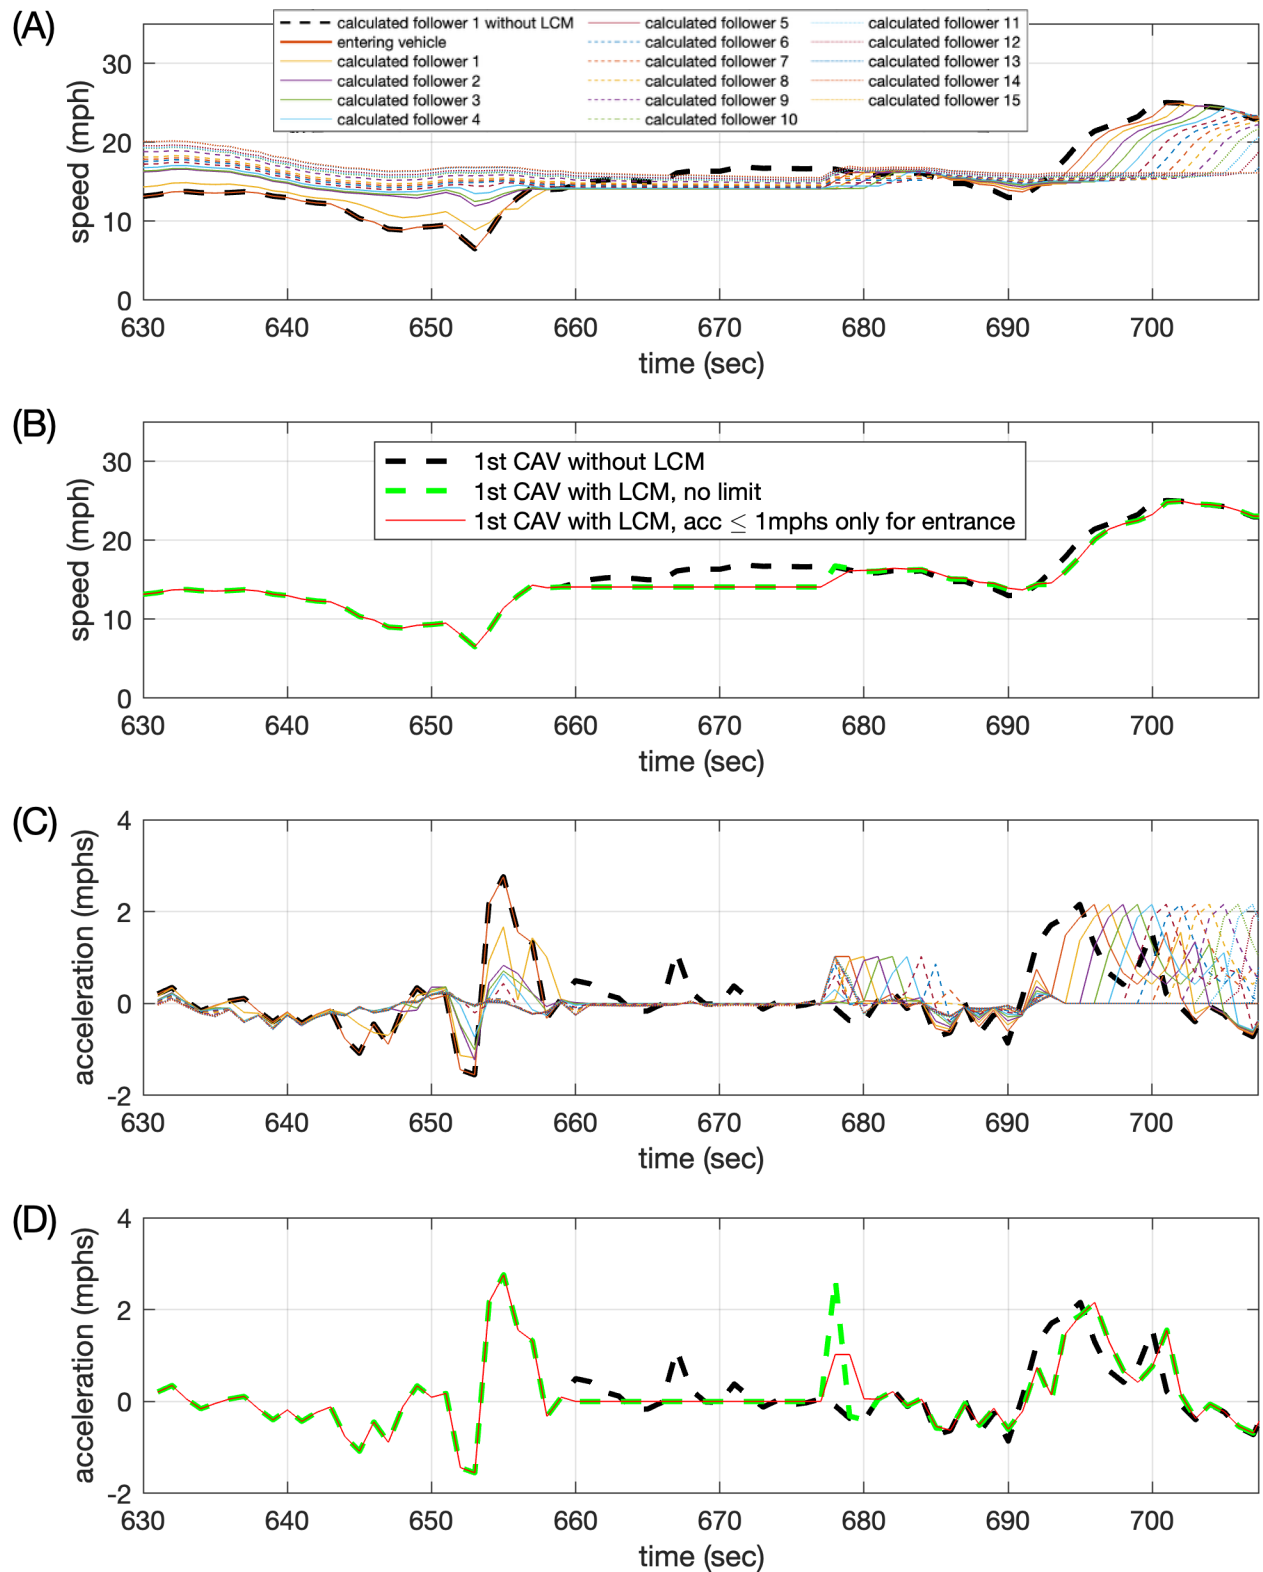 (A)
calculated follower 1 without LCM
entering vehicle
calculated follower 1
calculated follower 2
calculated follower 3
calculated follower 4
calculated follower 5
calculated follower 6
calculated follower 7
calculated follower 8
calculated follower 9
calculated follower 10
calculated follower 11
calculated follower 12
calculated follower 13
calculated follower 14
calculated follower 15
speed (mph)
30
20
10
0
630 640 650 660 670 680 690 700
time (sec)
(B)
1st CAV without LCM
1st CAV with LCM, no limit
1st CAV with LCM, acc ≤ 1mphs only for entrance
speed (mph)
30
20
10
0
630 640 650 660 670 680 690 700
time (sec)
(C)
acceleration (mphs)
4
2
0
-2
630 640 650 660 670 680 690 700
time (sec)
(D)
acceleration (mphs)
4
2
0
-2
630 640 650 660 670 680 690 700
time (sec)